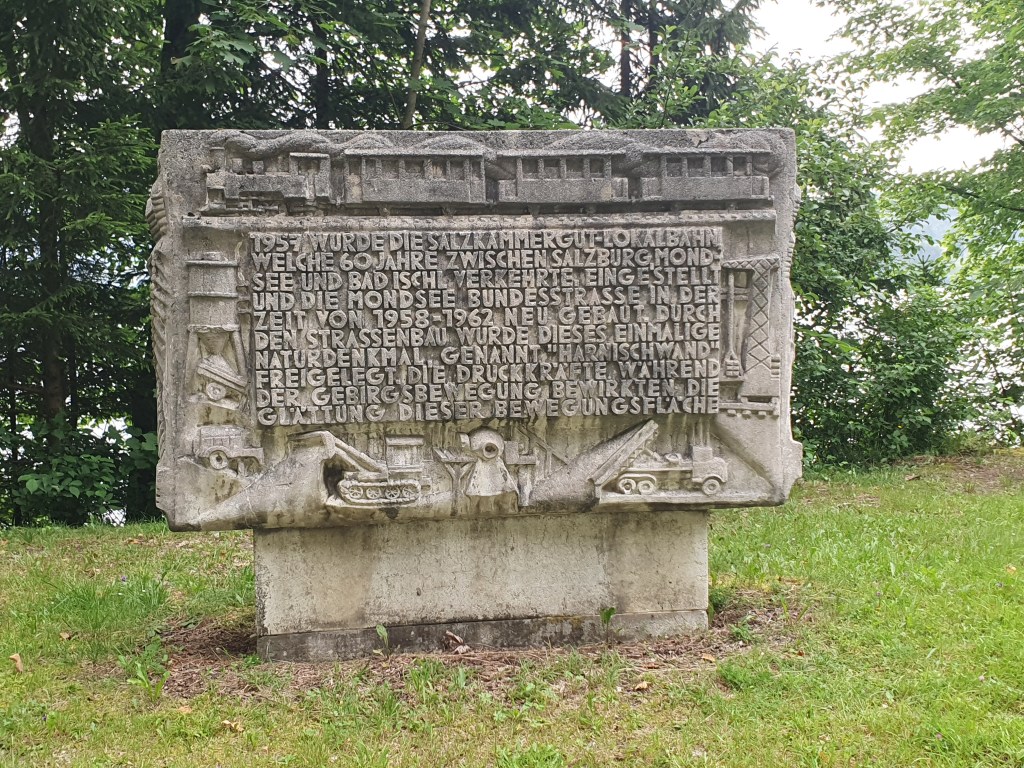 1957 WURDE DIE SALZKAMMERGUT-LOKALBAHN,
WELCHE 60 JAHRE ZWISCHEN SALZBURG, MOND-
SEE UND BAD ISCHL VERKEHRTE, EINGESTELLT
UND DIE MONDSEE BUNDESSTRASSE IN DER
ZEIT VON 1958-1962 NEU GEBAUT. DURCH
DEN STRASSENBAU WURDE DIESES EINMALIGE
NATURDENKMAL, GENANNT HARNISCHWAND,
FREIGELEGT. DIE DRUCKKRÄFTE WÄHREND
DER GEBIRGSBEWEGUNG BEWIRKTEN DIE
GLÄTTUNG DIESER BEWEGUNGSFLÄCHE